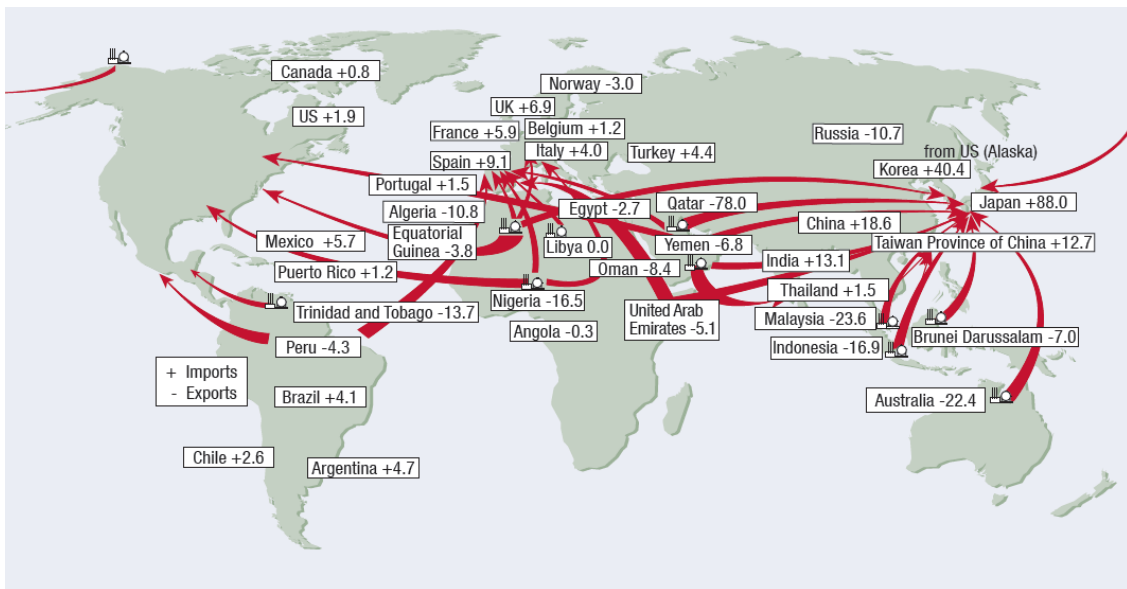 Canada +0.8
Norway -3.0
UK +6.9
US +1.9
France +5.9
Belgium +1.2
Russia -10.7
Italy +4.0
Turkey +4.4
from US (Alaska)
Spain +9.1
Korea +40.4
Portugal +1.5
Qatar -78.0
Japan +88.0
Algeria -10.8
Egypt -2.7
China +18.6
Equatorial
Guinea -3.8
Mexico +5.7
Libya 0.0
Yemen -6.8
Taiwan Province of China +12.7
Puerto Rico +1.2
Oman -8.4
India +13.1
Nigeria -16.5
Thailand +1.5
Trinidad and Tobago -13.7
United Arab
Emirates -5.1
Malaysia -23.6
Angola -0.3
Peru -4.3
Indonesia -16.9
Brunei Darussalam -7.0
+ Imports
- Exports
Brazil +4.1
Australia -22.4
Chile +2.6
Argentina +4.7